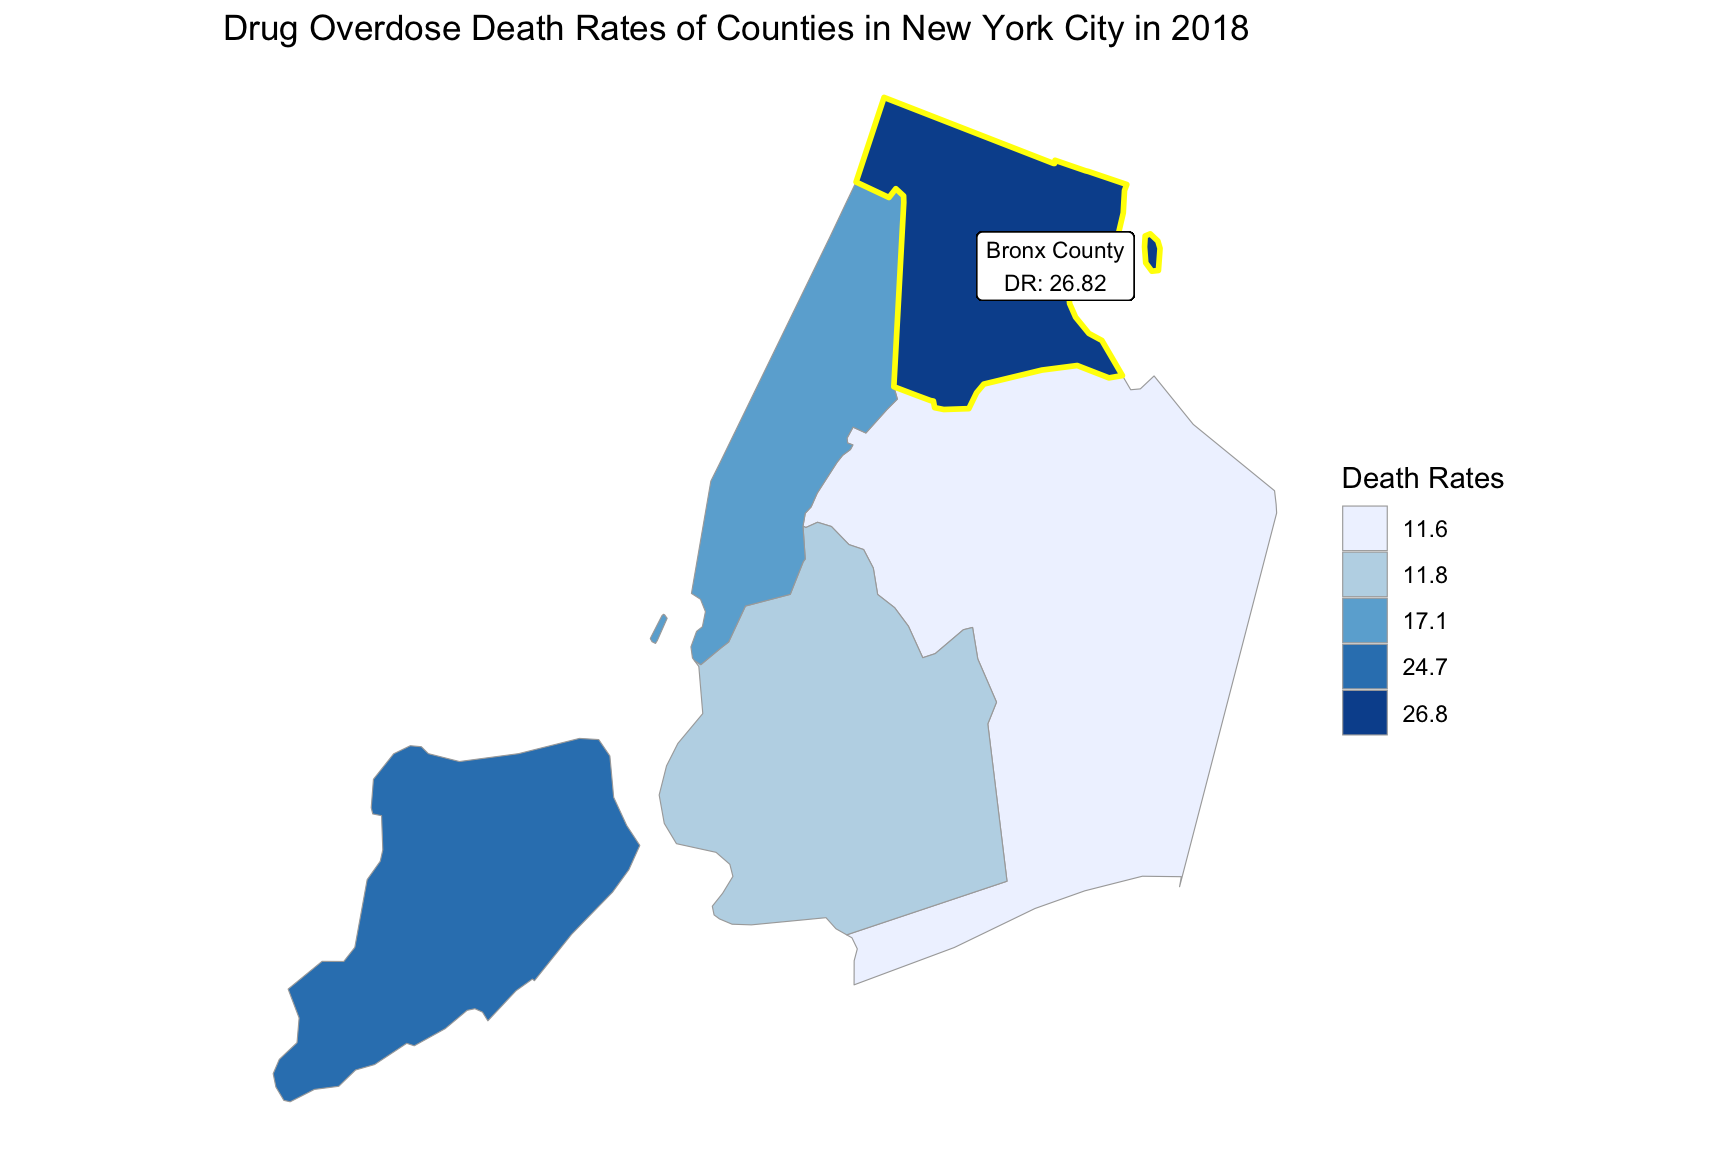 Drug Overdose Death Rates of Counties in New York City in 2018
Bronx County
DR: 26.82
Death Rates
11.6
11.8
17.1
24.7
26.8